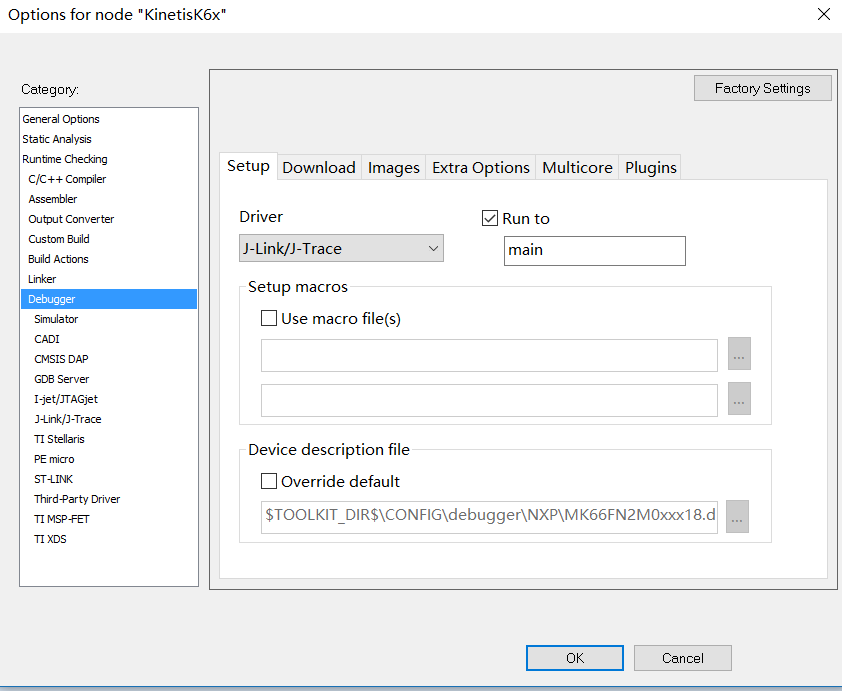 Options for node "KinetisK6x"
Category:
Factory Settings
General Options
Static Analysis
Runtime Checking
C/C++ Compiler
Assembler
Output Converter
Custom Build
Build Actions
Linker
Debugger
Simulator
CADI
CMSIS DAP
GDB Server
I-jet/JTAGjet
J-Link/J-Trace
TI Stellaris
PE micro
ST-LINK
Third-Party Driver
TI MSP-FET
TI XDS
Setup Download Images Extra Options Multicore Plugins
Driver
Run to
J-Link/J-Trace
main
Setup macros
Use macro file(s)
...
...
Device description file
Override default
$TOOLKIT_DIR$\CONFIG\debugger\NXP\MK66FN2M0xxx18.d
...
OK Cancel